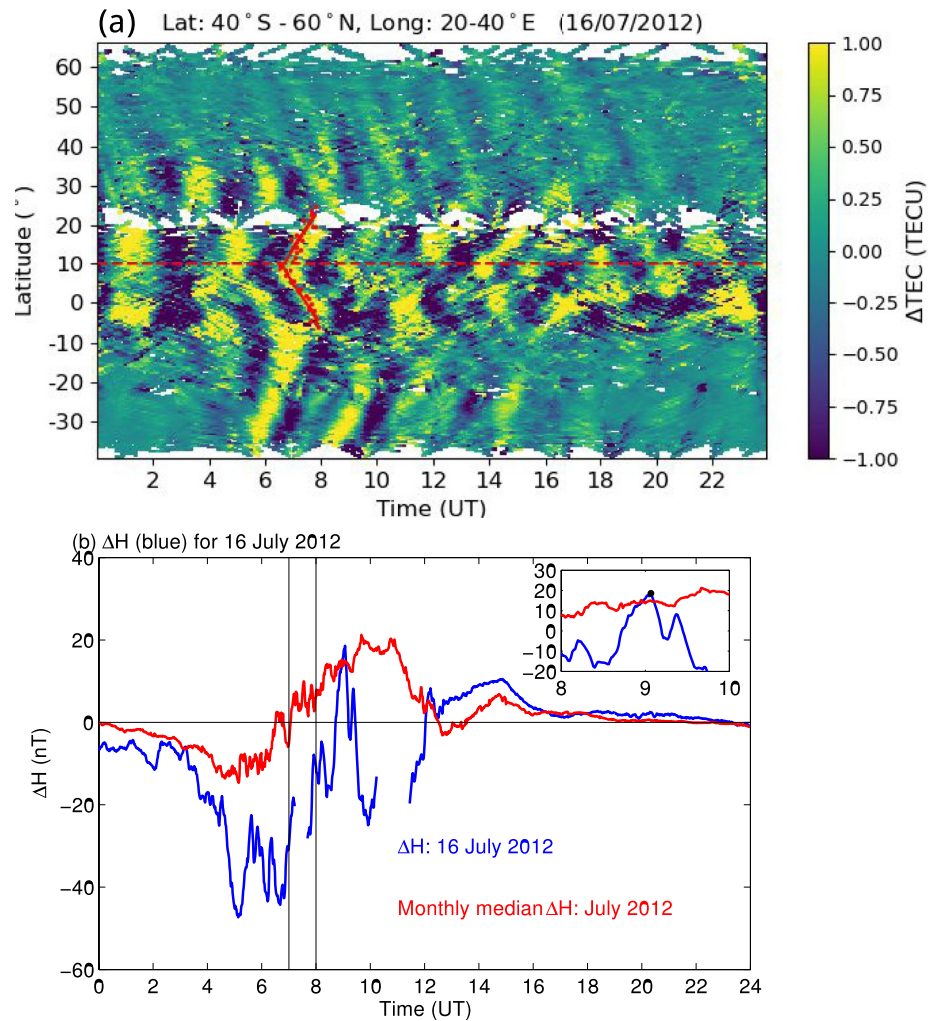 (a) Lat: 40°S - 60°N, Long: 20-40°E (16/07/2012)
60
50
40
30
20
10
0
-10
-20
-30
Latitude (°)
2 4 6 8 10 12 14 16 18 20 22
Time (UT)
1.00
0.75
0.50
0.25
0.00
−0.25
−0.50
−0.75
−1.00
ΔTEC (TECU)
(b) ΔH (blue) for 16 July 2012
40
20
0
−20
−40
−60
ΔH (nT)
30
20
10
0
−10
−20
8 9 10
ΔH: 16 July 2012
Monthly median ΔH: July 2012
0 2 4 6 8 10 12 14 16 18 20 22 24
Time (UT)